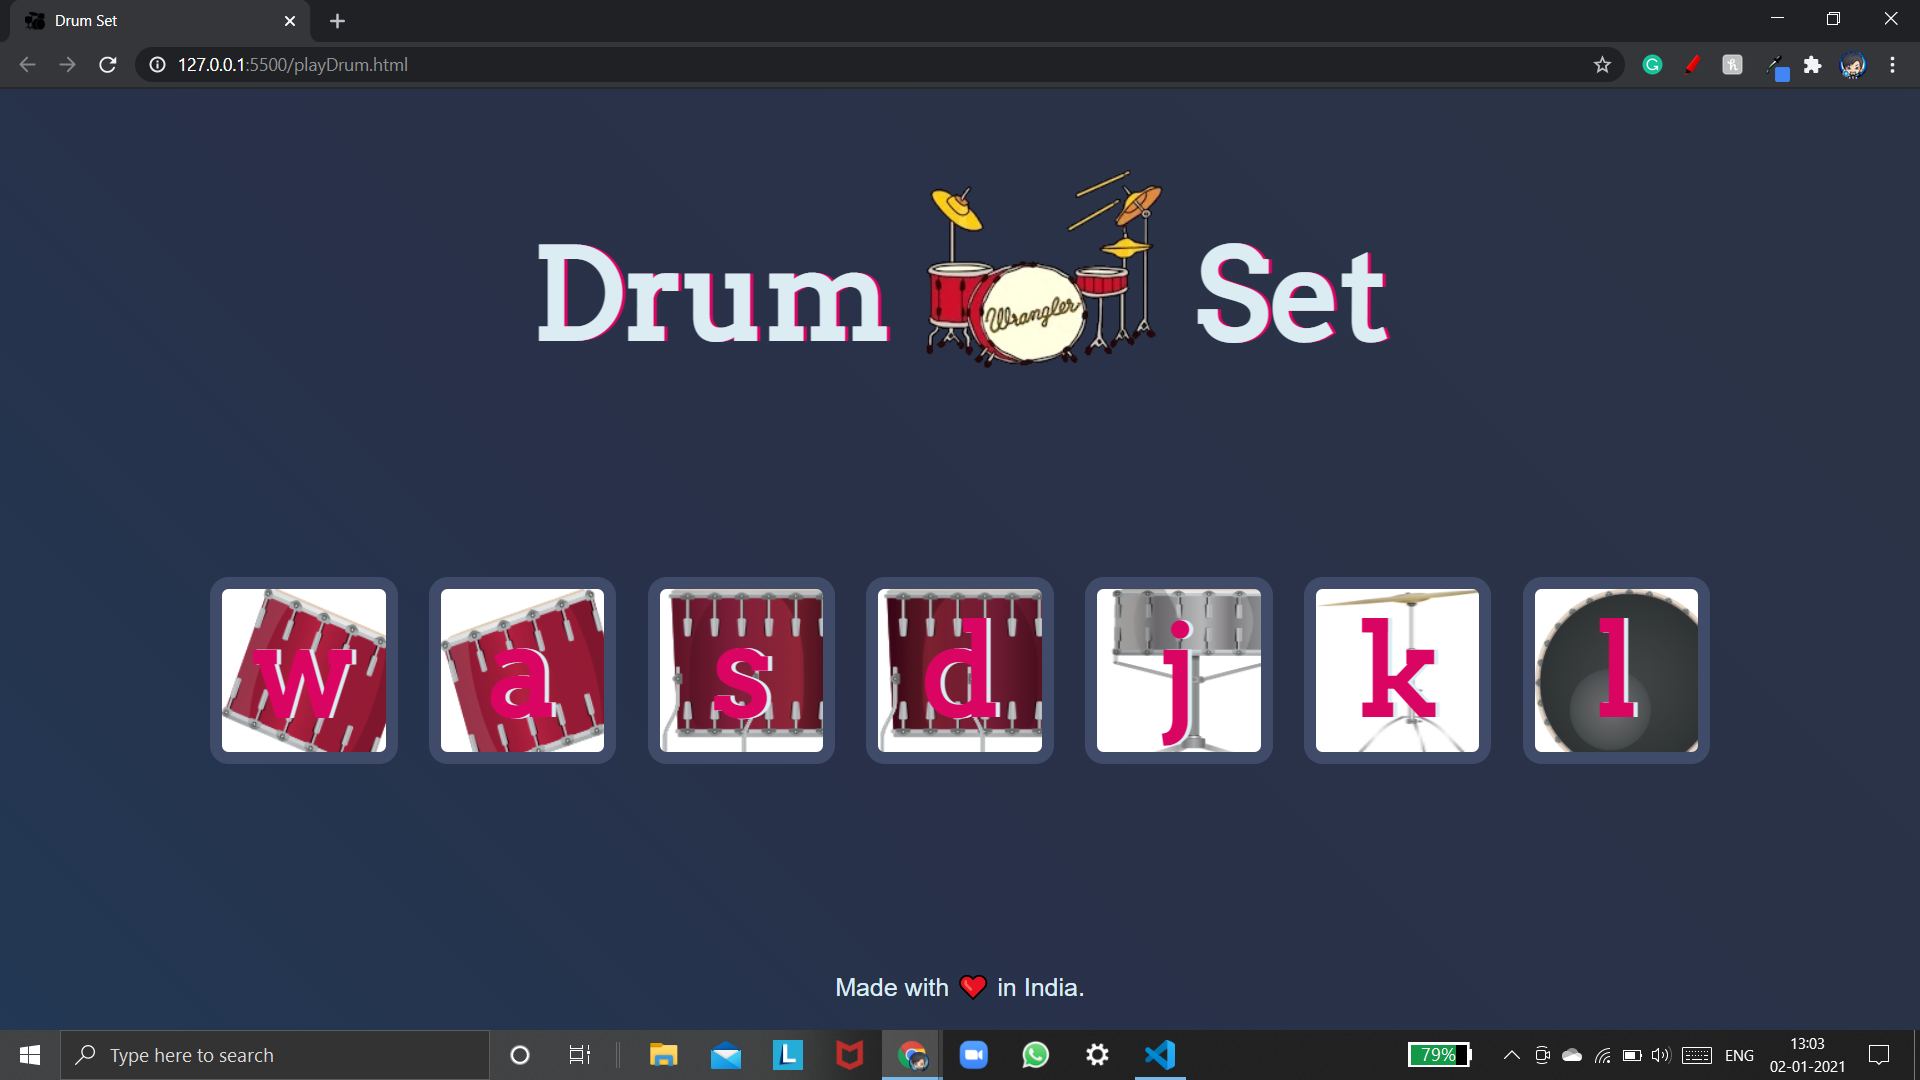 Drum Set
127.0.0.1:5500/playDrum.html
Drum Set
Wrangler
w a s d j k l
Made with ❤ in India.
Type here to search
79%
ENG
13:03
02-01-2021